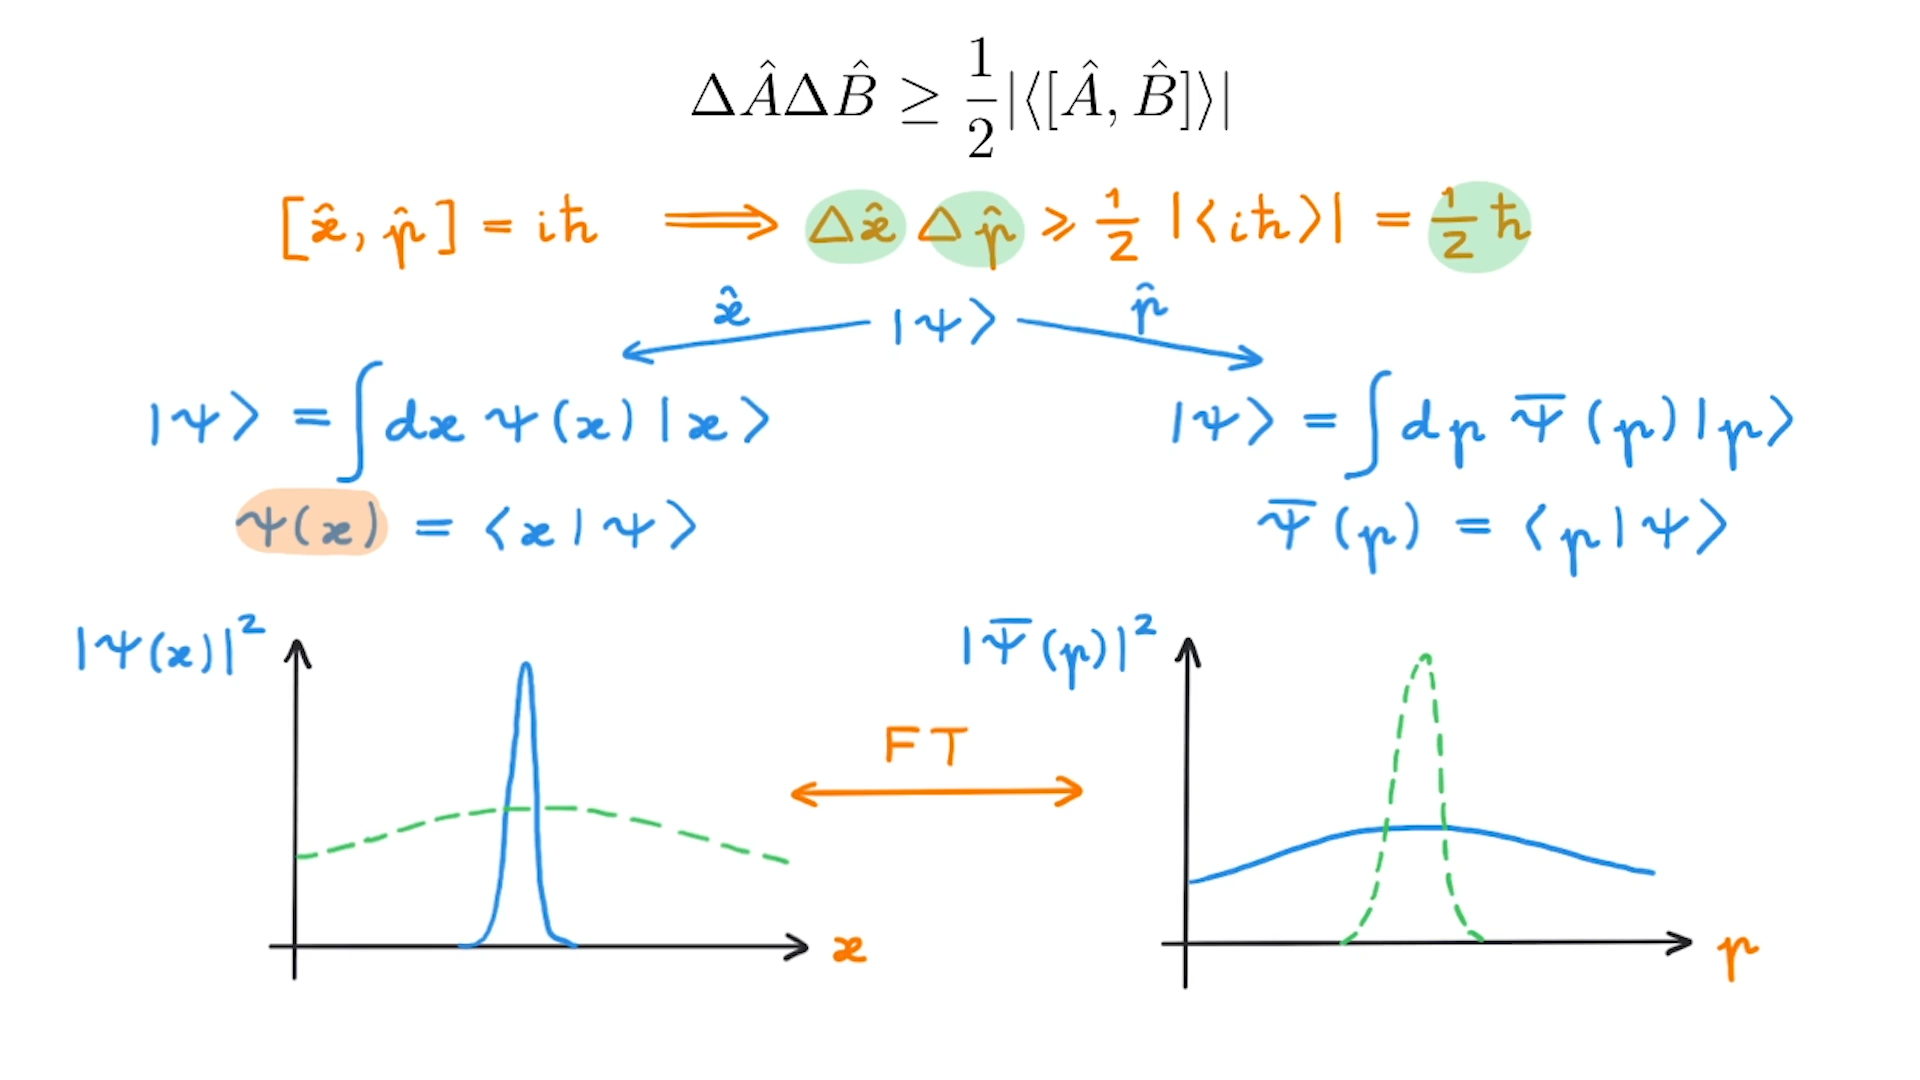 ΔÂΔB̂ ≥ 1/2|⟨[Â, B̂]⟩|
[x̂, p̂] = iħ ⟹ Δx̂ Δp̂ ⩾ 1/2 |⟨iħ⟩| = 1/2 ħ
x̂ |ψ⟩ p̂
|ψ⟩ = ∫dx ψ(x)|x⟩
ψ(x) = ⟨x|ψ⟩
|ψ⟩ = ∫dp ψ̅(p)|p⟩
ψ̅(p) = ⟨p|ψ⟩
|ψ(x)|²
x
FT
|ψ̅(p)|²
p